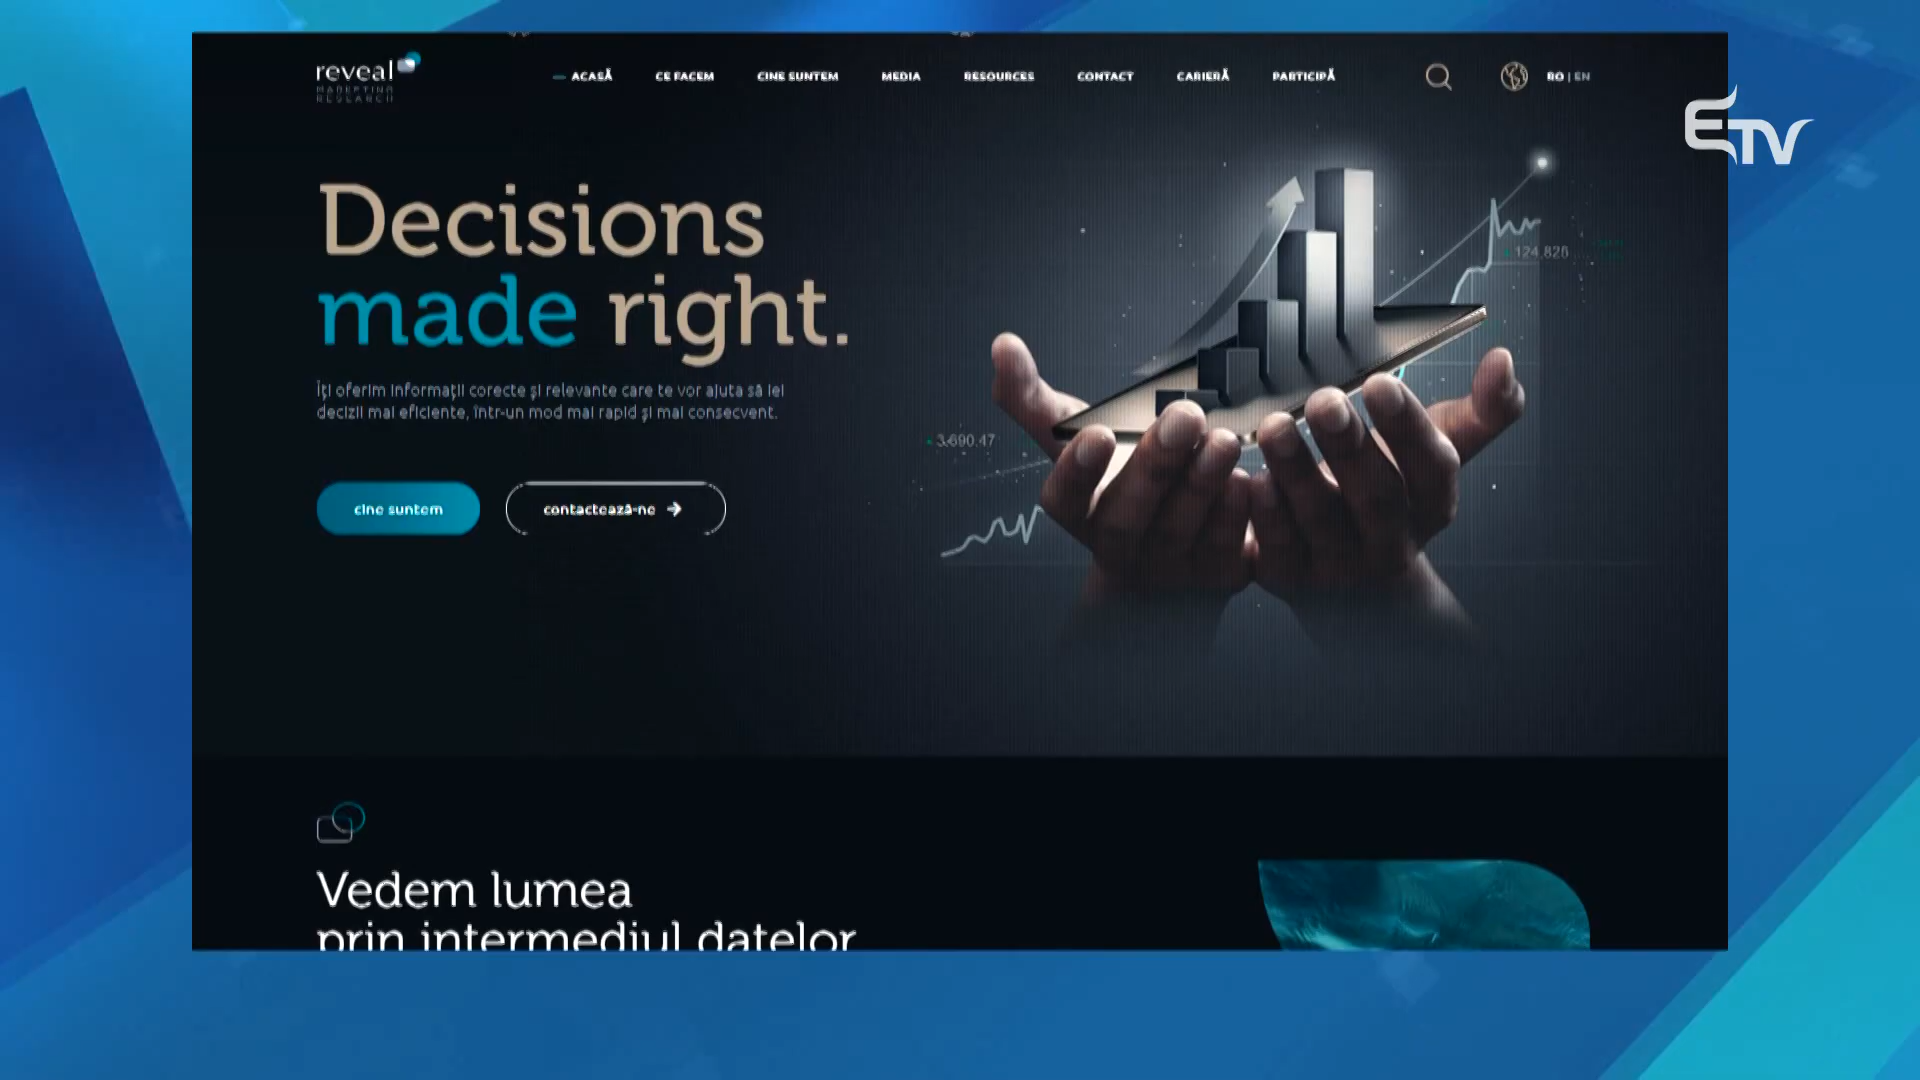 reveal
MARKETING
RESEARCH
ACASĂ
CE FACEM
CINE SUNTEM
MEDIA
RESOURCES
CONTACT
CARIERĂ
PARTICIPĂ
RO | EN
ETV
Decisions
made right.
Îți oferim informații corecte și relevante care te vor ajuta să iei
decizii mai eficiente, într-un mod mai rapid și mai consecvent.
cine suntem
contactează-ne
124,826
3,690.47
Vedem lumea
prin intermediul datelor